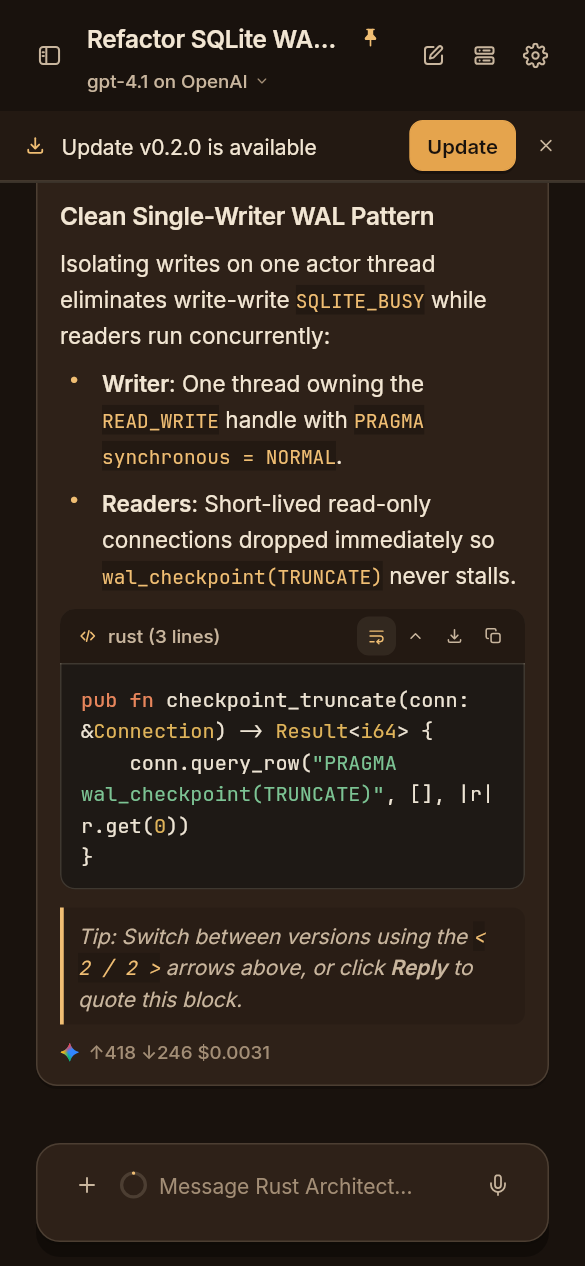 Refactor SQLite WA...
gpt-4.1 on OpenAI
Update v0.2.0 is available
Update
Clean Single-Writer WAL Pattern
Isolating writes on one actor thread
eliminates write-write SQLITE_BUSY while
readers run concurrently:
• Writer: One thread owning the
READ_WRITE handle with PRAGMA
synchronous = NORMAL.
• Readers: Short-lived read-only
connections dropped immediately so
wal_checkpoint(TRUNCATE) never stalls.
rust (3 lines)
pub fn checkpoint_truncate(conn:
&Connection) -> Result<i64> {
    conn.query_row("PRAGMA
wal_checkpoint(TRUNCATE)", [], |r|
r.get(0))
}
Tip: Switch between versions using the <
2 / 2 > arrows above, or click Reply to
quote this block.
↑418 ↓246 $0.0031
Message Rust Architect...